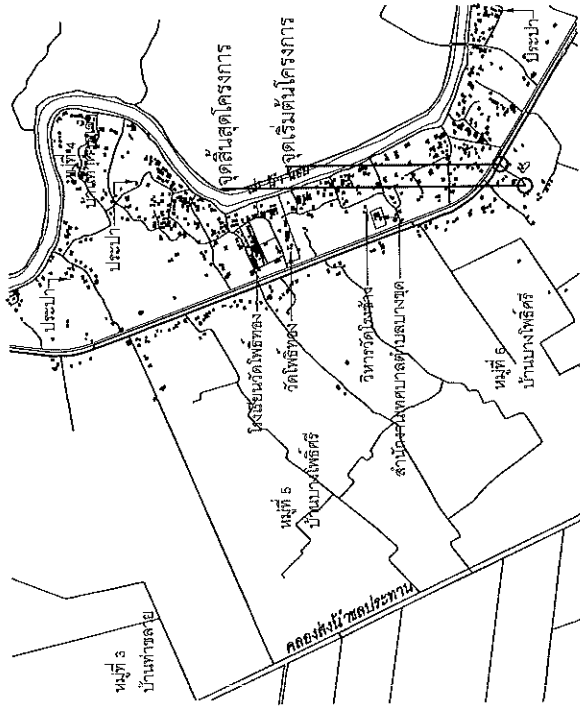 จุดสิ้นสุดโครงการ
จุดเริ่มต้นโครงการ
ประปา
หมู่ที่ 4
ประปา
ประปา
โรงเรียนวัดโพธิ์ทอง
วัดโพธิ์ทอง
วิหารวัดโรงช้าง
สำนักงานเทศบาลตำบลบางขุด
หมู่ที่ 6
บ้านบางโพธิ์ศรี
หมู่ที่ 5
บ้านบางโพธิ์ศรี
คลองส่งน้ำชลประทาน
หมู่ที่ 3
บ้านท่าฉลาย